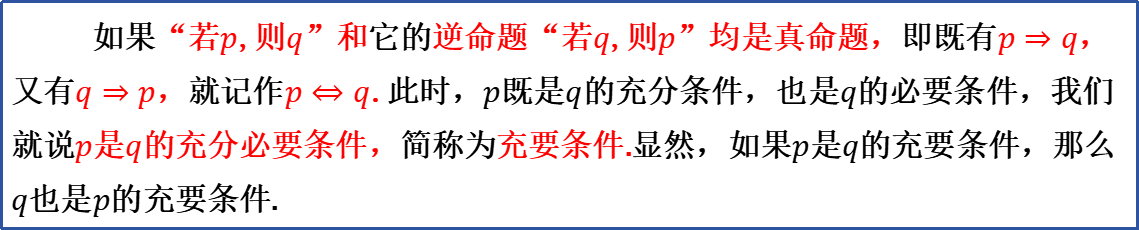 如果“若p,则q”和它的逆命题“若q,则p”均是真命题，即既有p⇒q，
又有q⇒p，就记作p⇔q.此时，p既是q的充分条件，也是q的必要条件，我们
就说p是q的充分必要条件，简称为充要条件.显然，如果p是q的充要条件，那么
q也是p的充要条件.